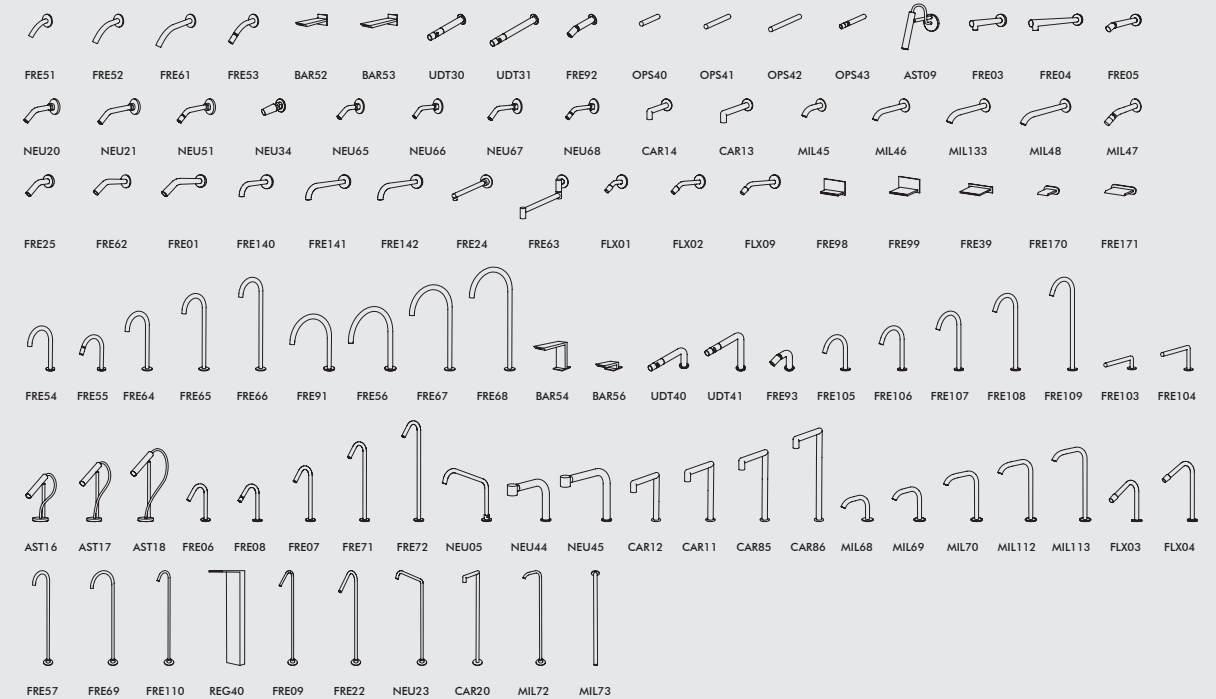 FRE51 FRE52 FRE61 FRE53 BAR52 BAR53 UDT30 UDT31 FRE92 OPS40 OPS41 OPS42 OPS43 AST09 FRE03 FRE04 FRE05
NEU20 NEU21 NEU51 NEU34 NEU65 NEU66 NEU67 NEU68 CAR14 CAR13 MIL45 MIL46 MIL133 MIL48 MIL47
FRE25 FRE62 FRE01 FRE140 FRE141 FRE142 FRE24 FRE63 FLX01 FLX02 FLX09 FRE98 FRE99 FRE39 FRE170 FRE171
FRE54 FRE55 FRE64 FRE65 FRE66 FRE91 FRE56 FRE67 FRE68 BAR54 BAR56 UDT40 UDT41 FRE93 FRE105 FRE106 FRE107 FRE108 FRE109 FRE103 FRE104
AST16 AST17 AST18 FRE06 FRE08 FRE07 FRE71 FRE72 NEU05 NEU44 NEU45 CAR12 CAR11 CAR85 CAR86 MIL68 MIL69 MIL70 MIL112 MIL113 FLX03 FLX04
FRE57 FRE69 FRE110 REG40 FRE09 FRE22 NEU23 CAR20 MIL72 MIL73